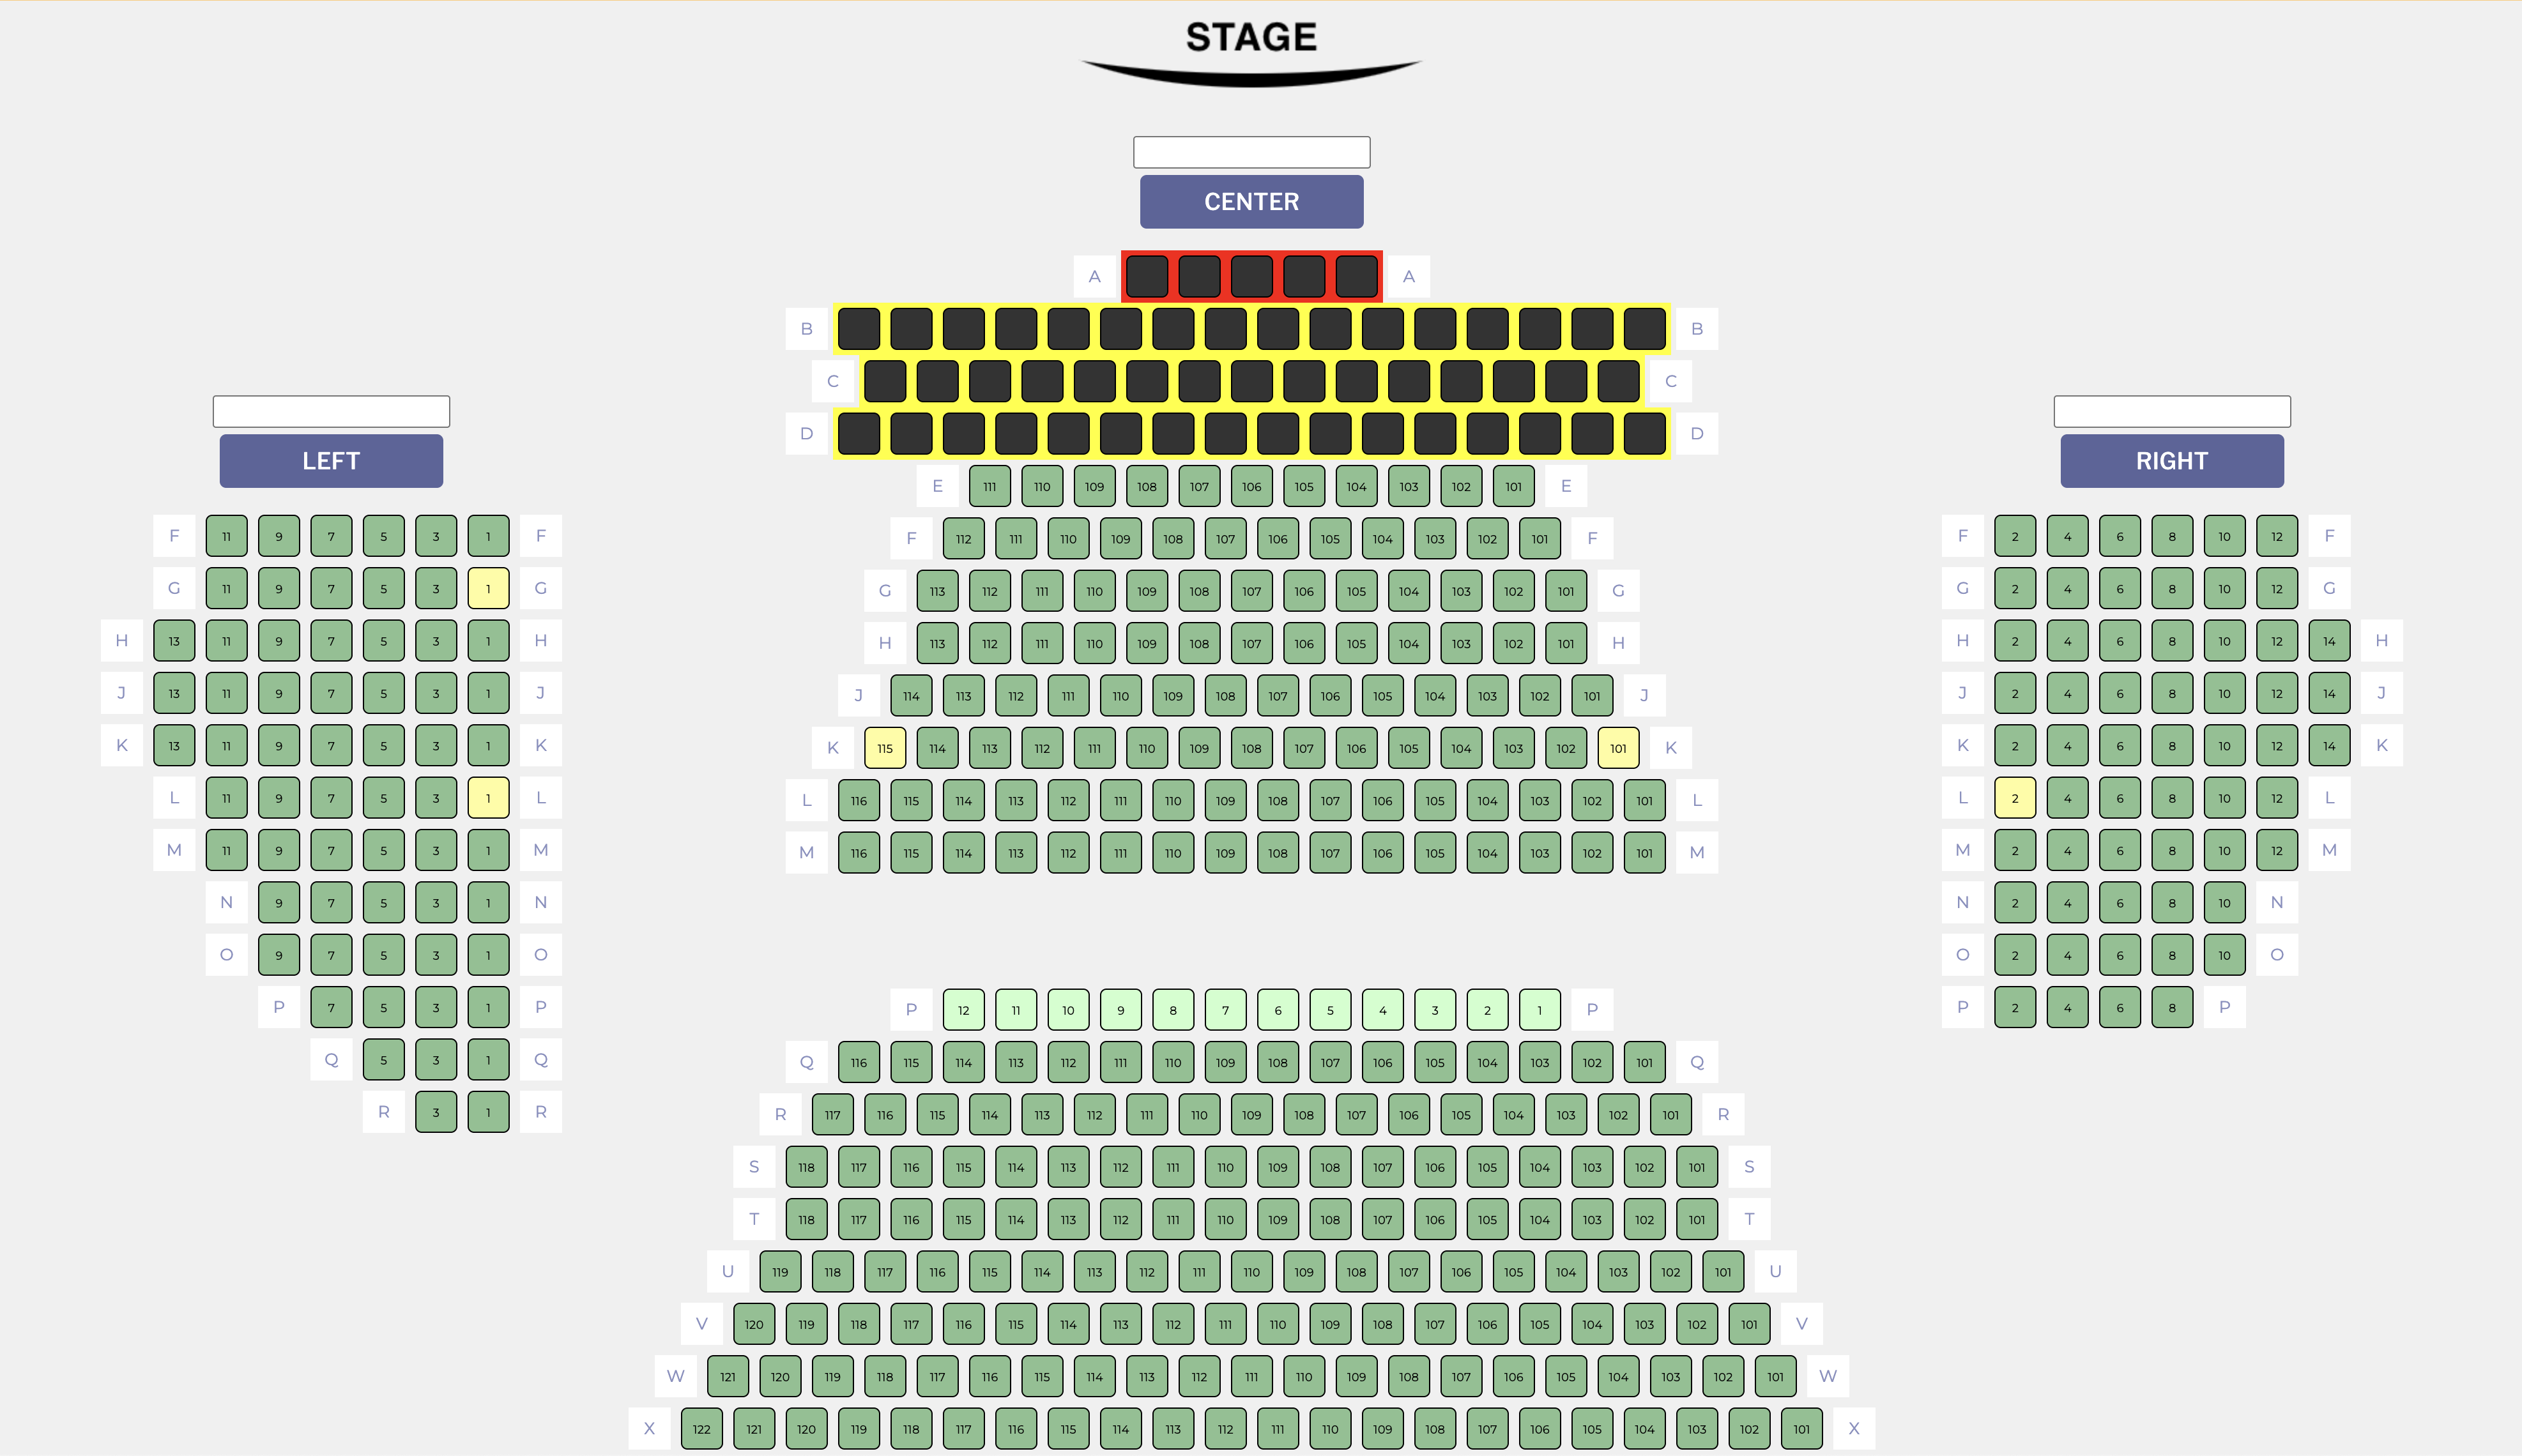 STAGE
CENTER
A A
B B
C C
D D
E 111 110 109 108 107 106 105 104 103 102 101 E
F 112 111 110 109 108 107 106 105 104 103 102 101 F
G 113 112 111 110 109 108 107 106 105 104 103 102 101 G
H 113 112 111 110 109 108 107 106 105 104 103 102 101 H
J 114 113 112 111 110 109 108 107 106 105 104 103 102 101 J
K 115 114 113 112 111 110 109 108 107 106 105 104 103 102 101 K
L 116 115 114 113 112 111 110 109 108 107 106 105 104 103 102 101 L
M 116 115 114 113 112 111 110 109 108 107 106 105 104 103 102 101 M
P 12 11 10 9 8 7 6 5 4 3 2 1 P
Q 116 115 114 113 112 111 110 109 108 107 106 105 104 103 102 101 Q
R 117 116 115 114 113 112 111 110 109 108 107 106 105 104 103 102 101 R
S 118 117 116 115 114 113 112 111 110 109 108 107 106 105 104 103 102 101 S
T 118 117 116 115 114 113 112 111 110 109 108 107 106 105 104 103 102 101 T
U 119 118 117 116 115 114 113 112 111 110 109 108 107 106 105 104 103 102 101 U
V 120 119 118 117 116 115 114 113 112 111 110 109 108 107 106 105 104 103 102 101 V
W 121 120 119 118 117 116 115 114 113 112 111 110 109 108 107 106 105 104 103 102 101 W
X 122 121 120 119 118 117 116 115 114 113 112 111 110 109 108 107 106 105 104 103 102 101 X
LEFT
F 11 9 7 5 3 1 F
G 11 9 7 5 3 1 G
H 13 11 9 7 5 3 1 H
J 13 11 9 7 5 3 1 J
K 13 11 9 7 5 3 1 K
L 11 9 7 5 3 1 L
M 11 9 7 5 3 1 M
N 9 7 5 3 1 N
O 9 7 5 3 1 O
P 7 5 3 1 P
Q 5 3 1 Q
R 3 1 R
RIGHT
F 2 4 6 8 10 12 F
G 2 4 6 8 10 12 G
H 2 4 6 8 10 12 14 H
J 2 4 6 8 10 12 14 J
K 2 4 6 8 10 12 14 K
L 2 4 6 8 10 12 L
M 2 4 6 8 10 12 M
N 2 4 6 8 10 N
O 2 4 6 8 10 O
P 2 4 6 8 P